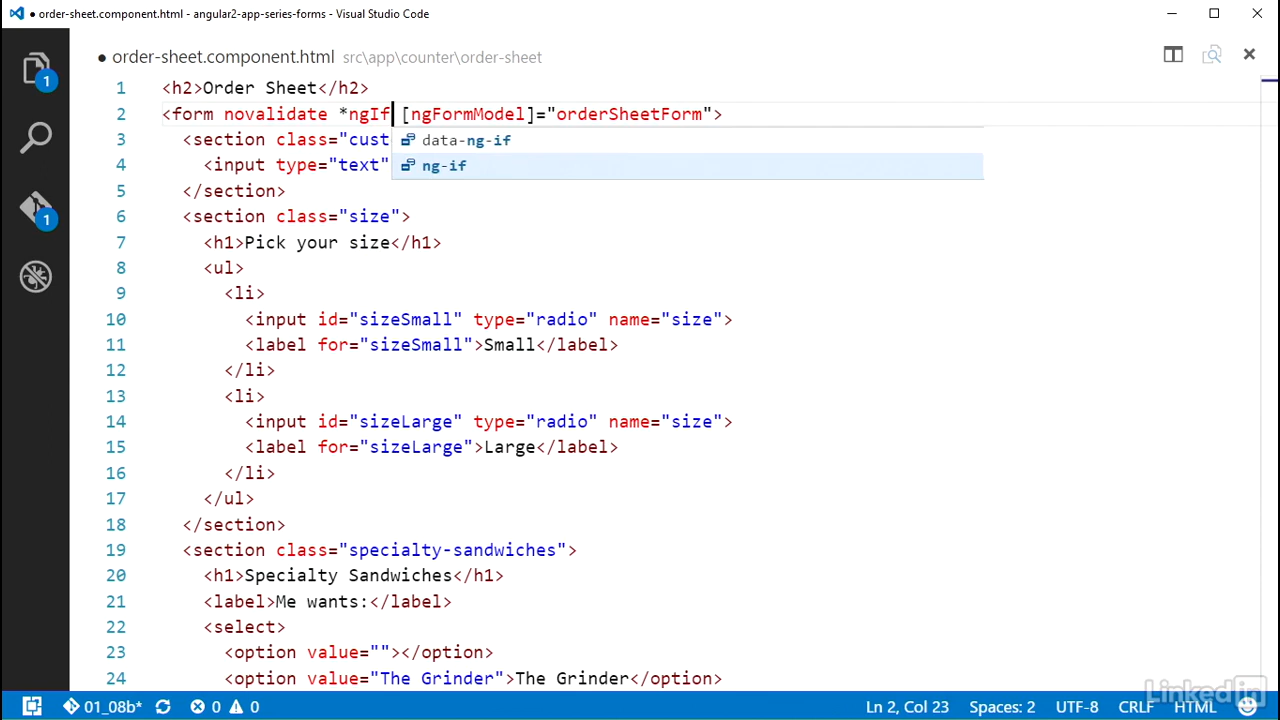 ● order-sheet.component.html - angular2-app-series-forms - Visual Studio Code
● order-sheet.component.html src\app\counter\order-sheet
1 <h2>Order Sheet</h2>
2 <form novalidate *ngIf [ngFormModel]="orderSheetForm">
3 <section class="cust
data-ng-if
4 <input type="text"
ng-if
5 </section>
6 <section class="size">
7 <h1>Pick your size</h1>
8 <ul>
9 <li>
10 <input id="sizeSmall" type="radio" name="size">
11 <label for="sizeSmall">Small</label>
12 </li>
13 <li>
14 <input id="sizeLarge" type="radio" name="size">
15 <label for="sizeLarge">Large</label>
16 </li>
17 </ul>
18 </section>
19 <section class="specialty-sandwiches">
20 <h1>Specialty Sandwiches</h1>
21 <label>Me wants:</label>
22 <select>
23 <option value=""></option>
24 <option value="The Grinder">The Grinder</option>
1
1
01_08b* 0 0 Ln 2, Col 23 Spaces: 2 UTF-8 CRLF HTML
Linked in